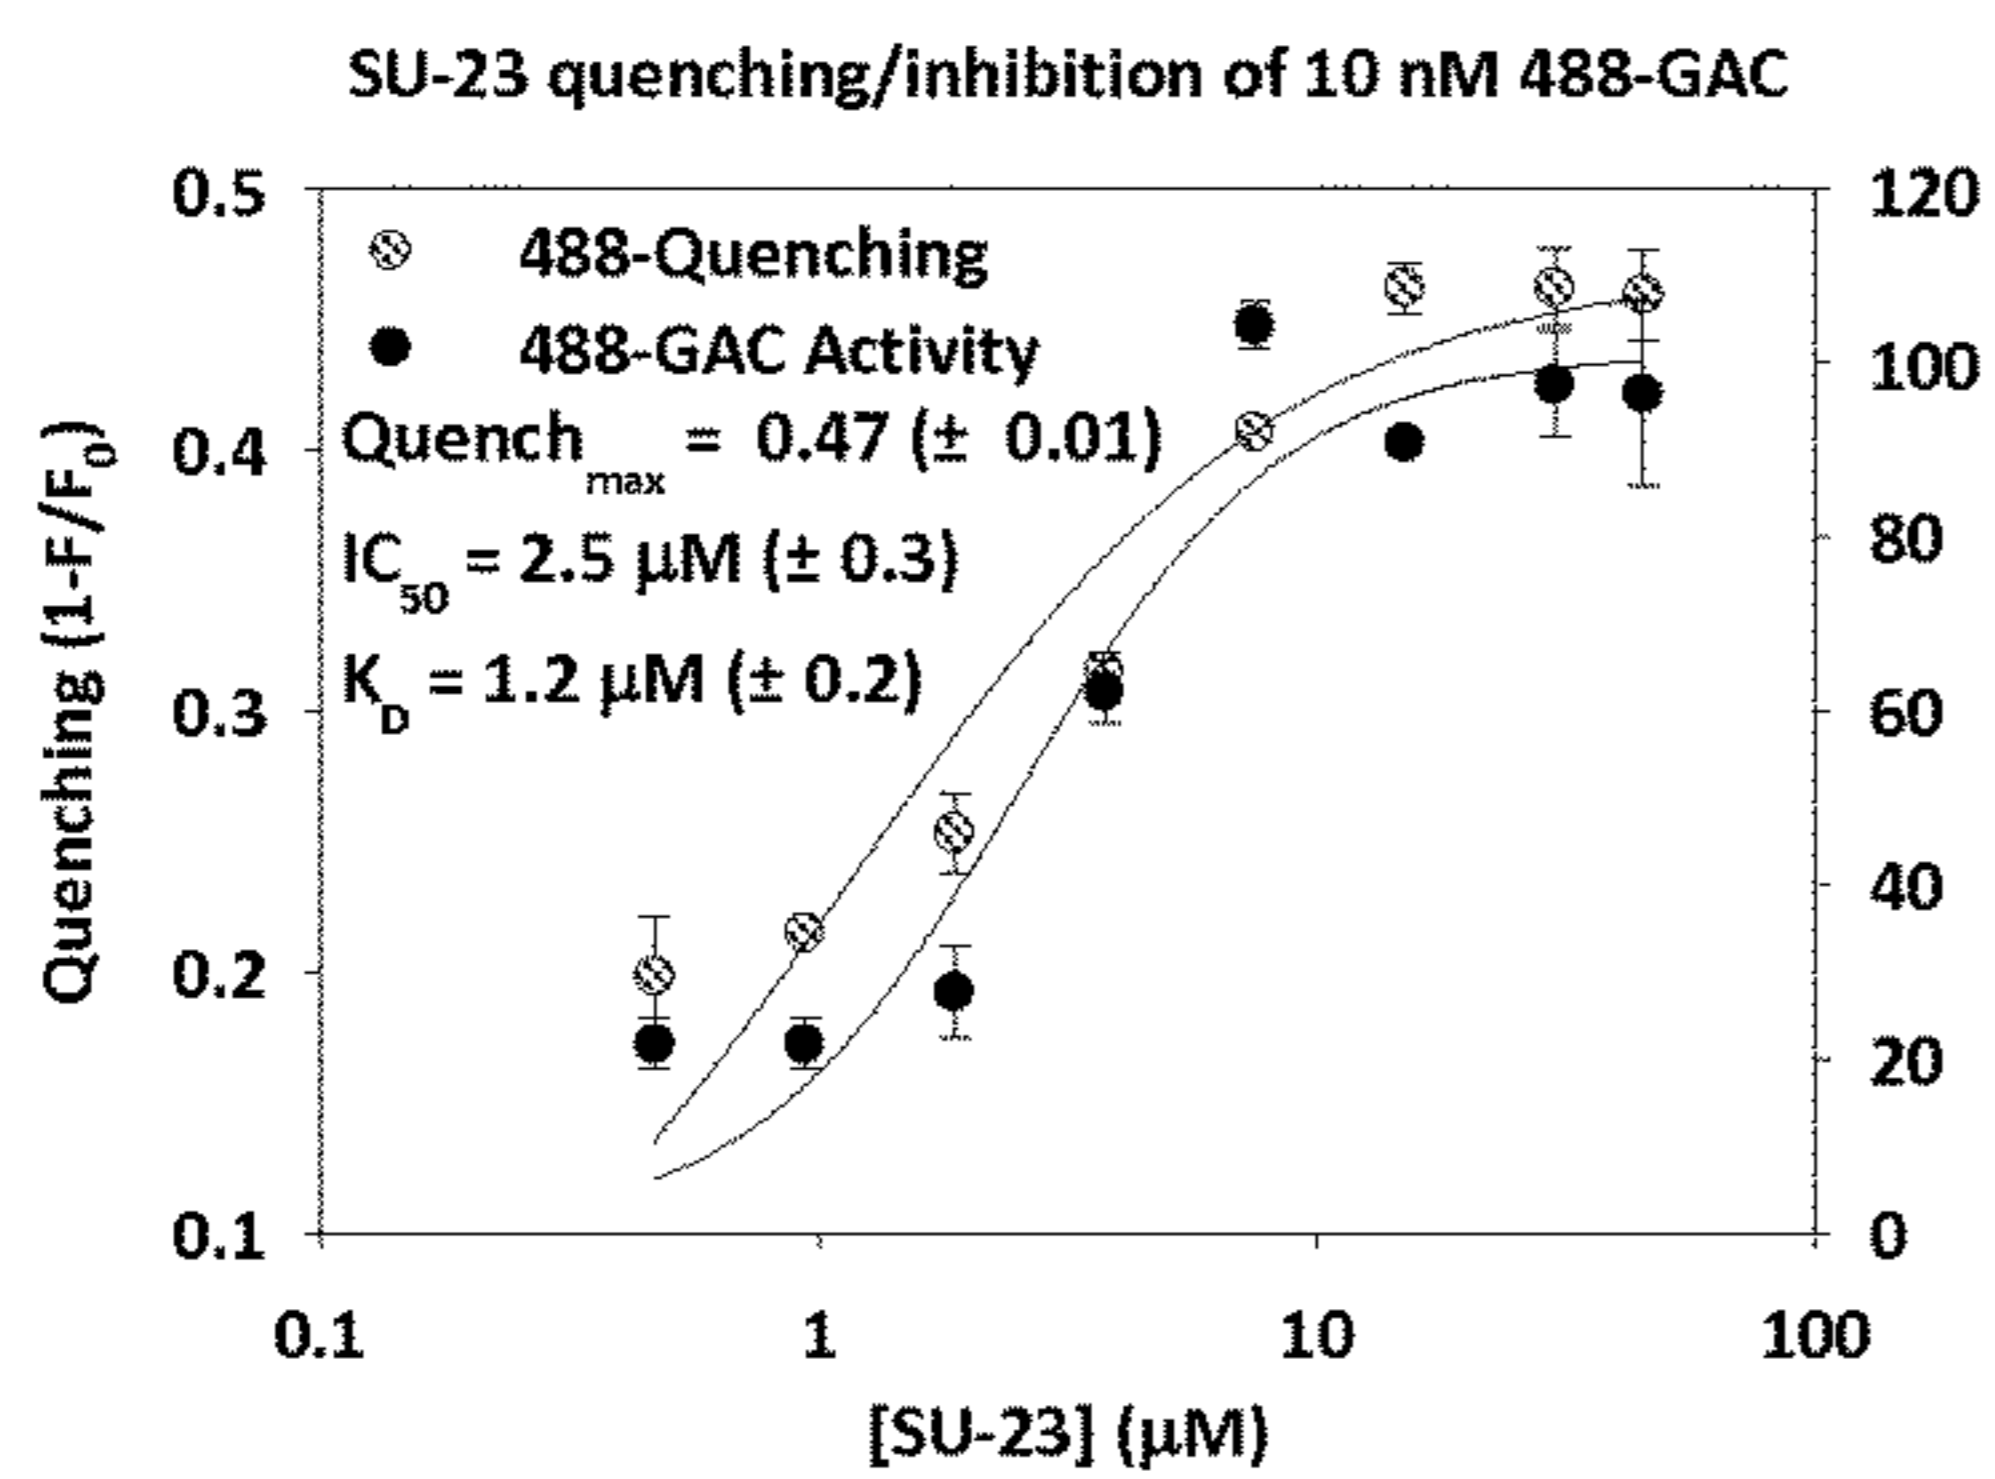 SU-23 quenching/inhibition of 10 nM 488-GAC
Quenching (1-F/F₀)
0.5
0.4
0.3
0.2
0.1
488-Quenching
488-GAC Activity
Quenchₘₐₓ = 0.47 (± 0.01)
IC₅₀ = 2.5 µM (± 0.3)
K_D = 1.2 µM (± 0.2)
120
100
80
60
40
20
0
0.1 1 10 100
[SU-23] (µM)